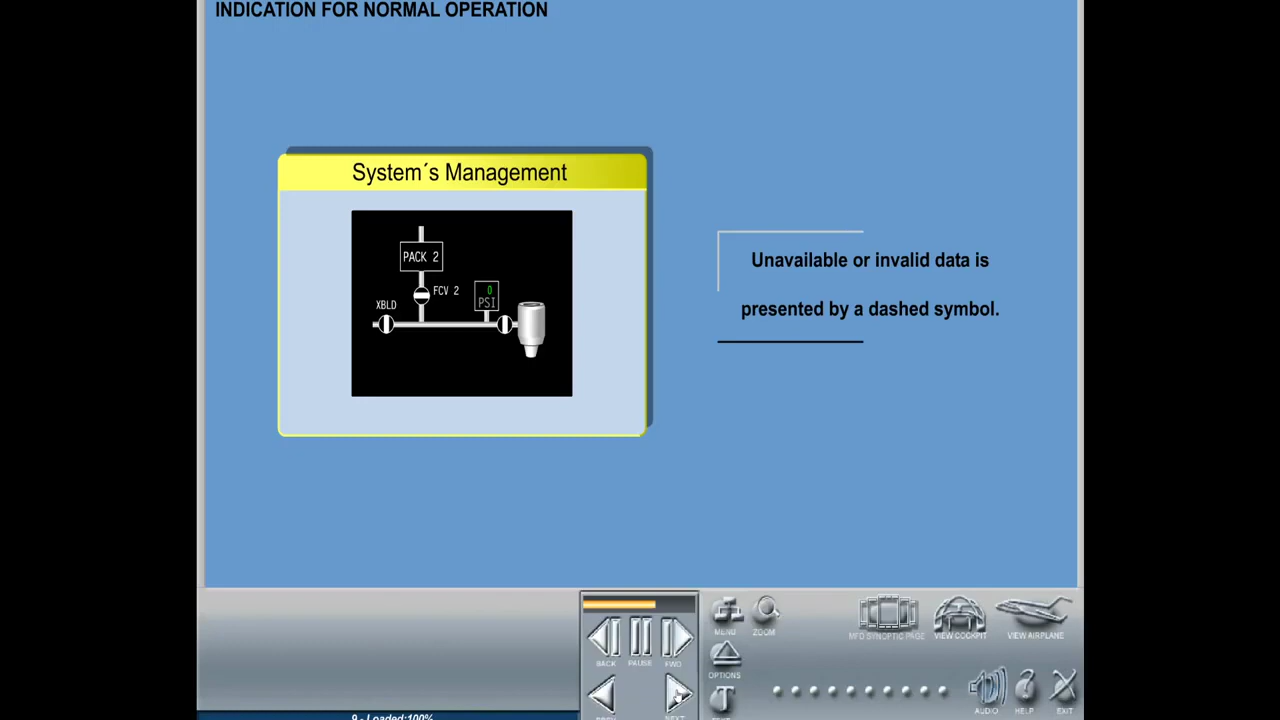 INDICATION FOR NORMAL OPERATION
System´s Management
PACK 2
FCV 2
XBLD
0
PSI
Unavailable or invalid data is
presented by a dashed symbol.
BACK PAUSE FWD
MENU ZOOM
OPTIONS
MFD SYNOPTIC PAGE VIEW COCKPIT VIEW AIRPLANE
AUDIO HELP EXIT
9 - Loaded:100%